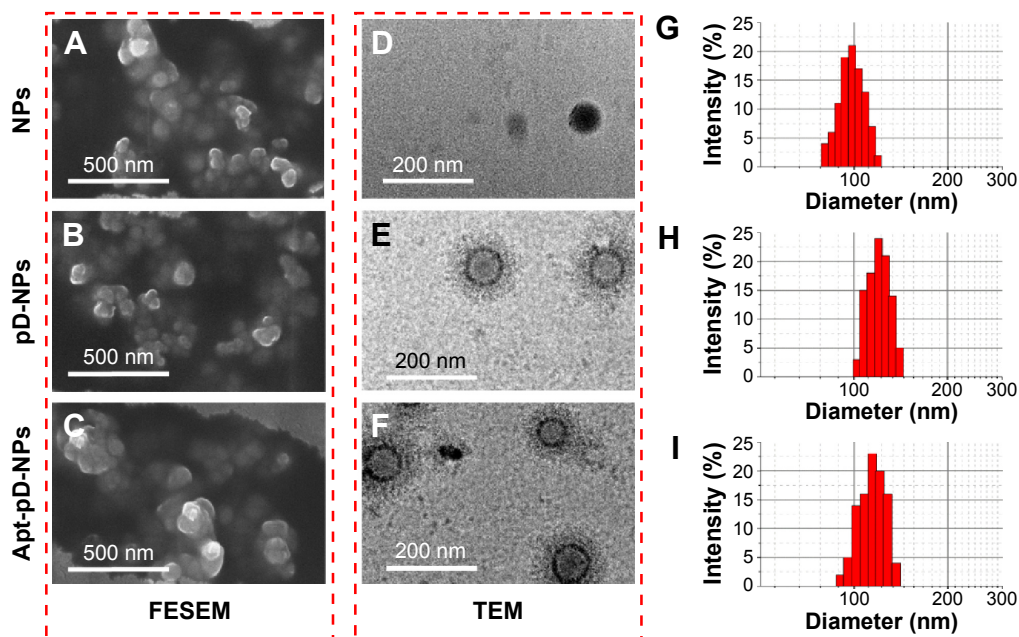 A
NPs
500 nm
D
200 nm
G
Intensity (%)
25
20
15
10
5
0
100
200
300
Diameter (nm)
B
pD-NPs
500 nm
E
200 nm
H
Intensity (%)
25
20
15
10
5
0
100
200
300
Diameter (nm)
C
Apt-pD-NPs
500 nm
F
200 nm
I
Intensity (%)
25
20
15
10
5
0
100
200
300
Diameter (nm)
FESEM
TEM